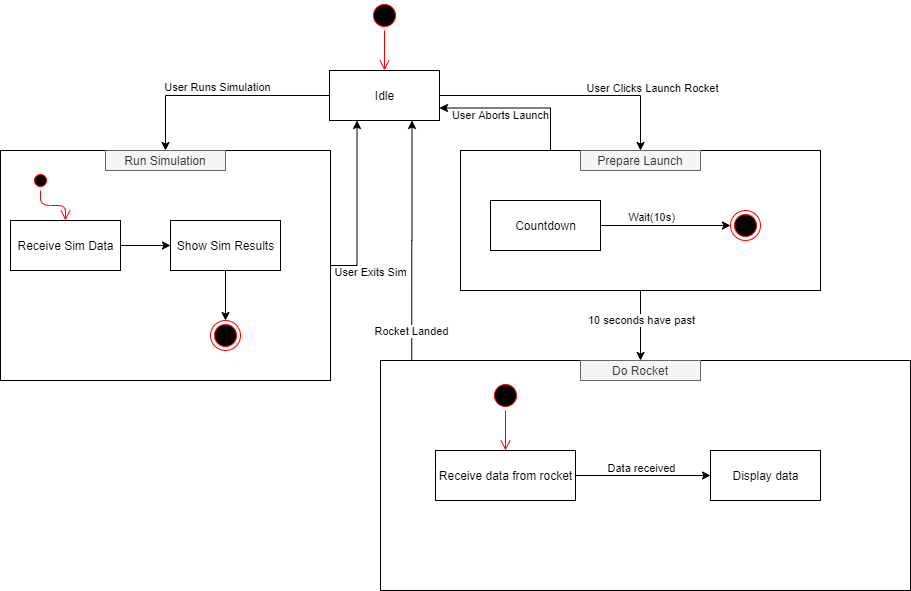 Idle
User Runs Simulation
User Clicks Launch Rocket
User Aborts Launch
Run Simulation
Prepare Launch
Receive Sim Data
Show Sim Results
Countdown
Wait(10s)
User Exits Sim
10 seconds have past
Rocket Landed
Do Rocket
Receive data from rocket
Data received
Display data